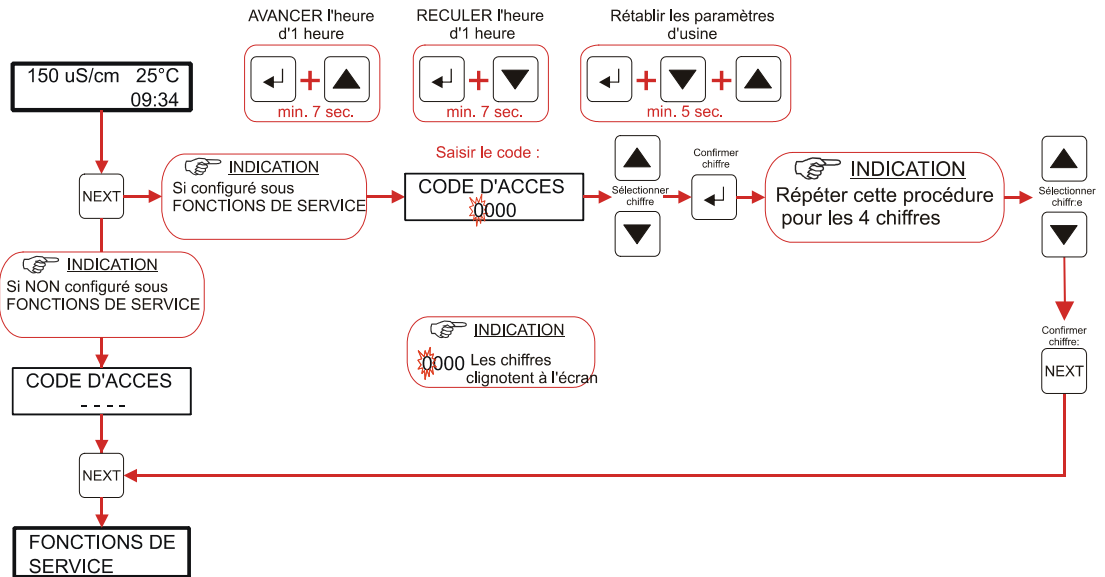 AVANCER l'heure
d'1 heure
RECULER l'heure
d'1 heure
Rétablir les paramètres
d'usine
+
min. 7 sec.
+
min. 7 sec.
+ +
min. 5 sec.
150 uS/cm 25°C
09:34
NEXT
INDICATION
Si configuré sous
FONCTIONS DE SERVICE
Saisir le code :
CODE D'ACCES
0000
Sélectionner
chiffre
Confirmer
chiffre
INDICATION
Répéter cette procédure
pour les 4 chiffres
Sélectionner
chiffr:e
Confirmer
chiffre:
NEXT
INDICATION
Si NON configuré sous
FONCTIONS DE SERVICE
INDICATION
0000 Les chiffres
clignotent à l'écran
CODE D'ACCES
- - - -
NEXT
FONCTIONS DE
SERVICE